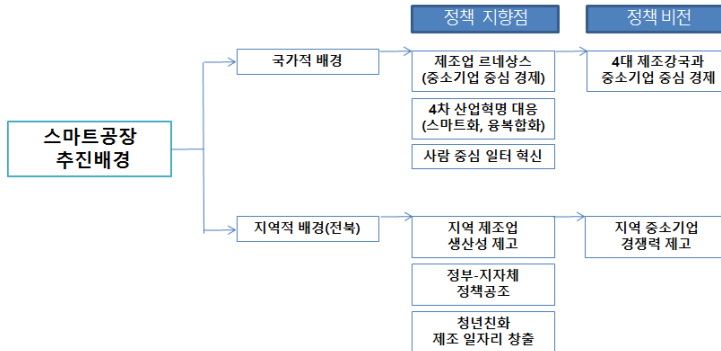 정책 지향점
정책 비전
스마트공장
추진배경
국가적 배경
제조업 르네상스
(중소기업 중심 경제)
4대 제조강국과
중소기업 중심 경제
4차 산업혁명 대응
(스마트화, 융복합화)
사람 중심 일터 혁신
지역적 배경(전북)
지역 제조업
생산성 제고
지역 중소기업
경쟁력 제고
정부-지자체
정책공조
청년친화
제조 일자리 창출